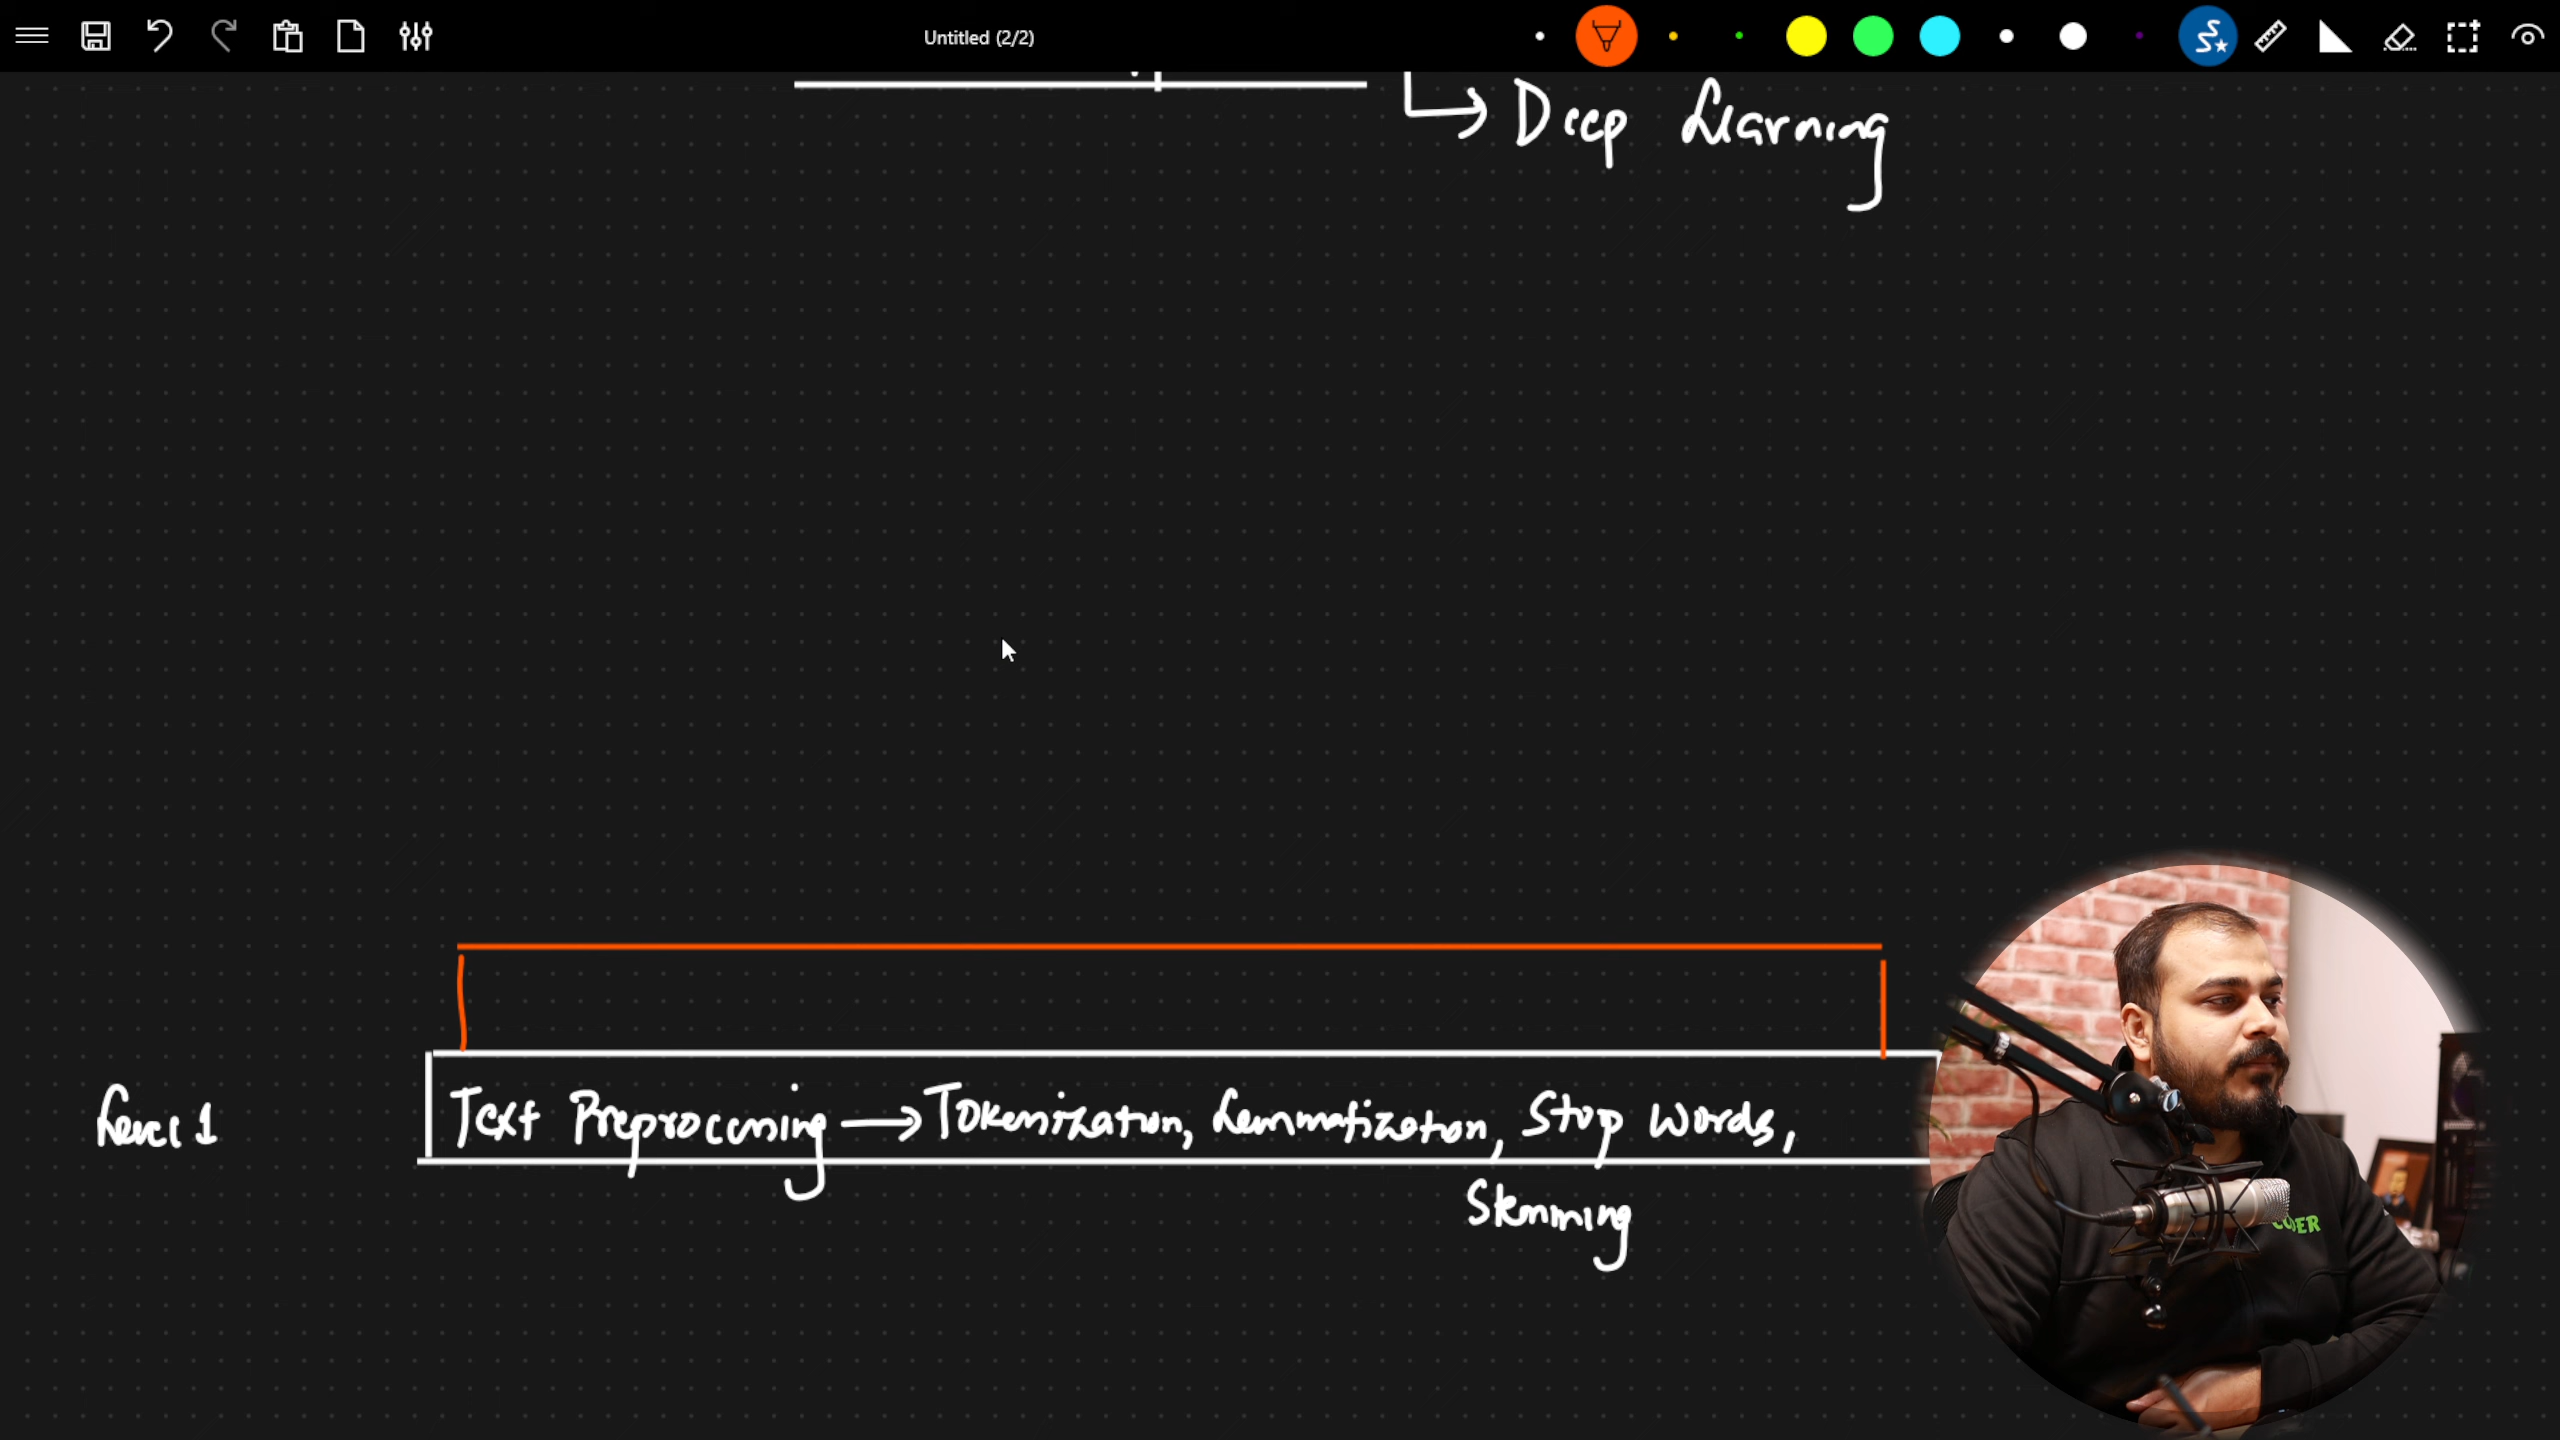 Untitled (2/2)
Deep Learning
Level 1
Text Preprocessing → Tokenization, Lemmatization, Stop Words,
Stemming